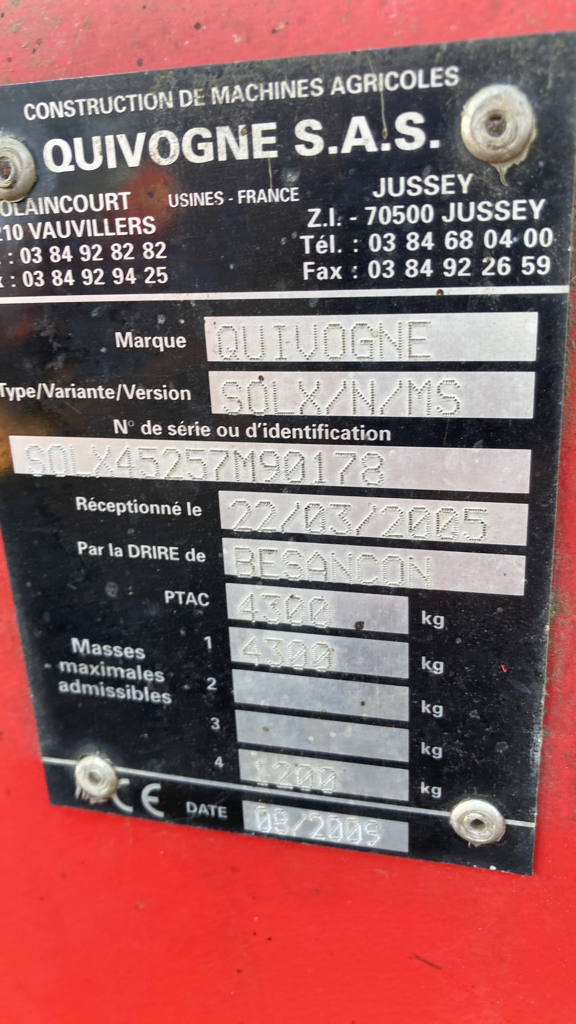 CONSTRUCTION DE MACHINES AGRICOLES
QUIVOGNE S.A.S.
USINES - FRANCE
OLAINCOURT
210 VAUVILLERS
: 03 84 92 82 82
: 03 84 92 94 25
JUSSEY
Z.I. - 70500 JUSSEY
Tél. : 03 84 68 04 00
Fax : 03 84 92 26 59
Marque QUIVOGNE
Type/Variante/Version SOLX/N/MS
N° de série ou d'identification
SOLX45257M90178
Réceptionné le 22/03/2005
Par la DRIRE de BESANCON
PTAC 4300 kg
Masses maximales admissibles
1 4300 kg
2 kg
3 kg
4 1200 kg
CE DATE